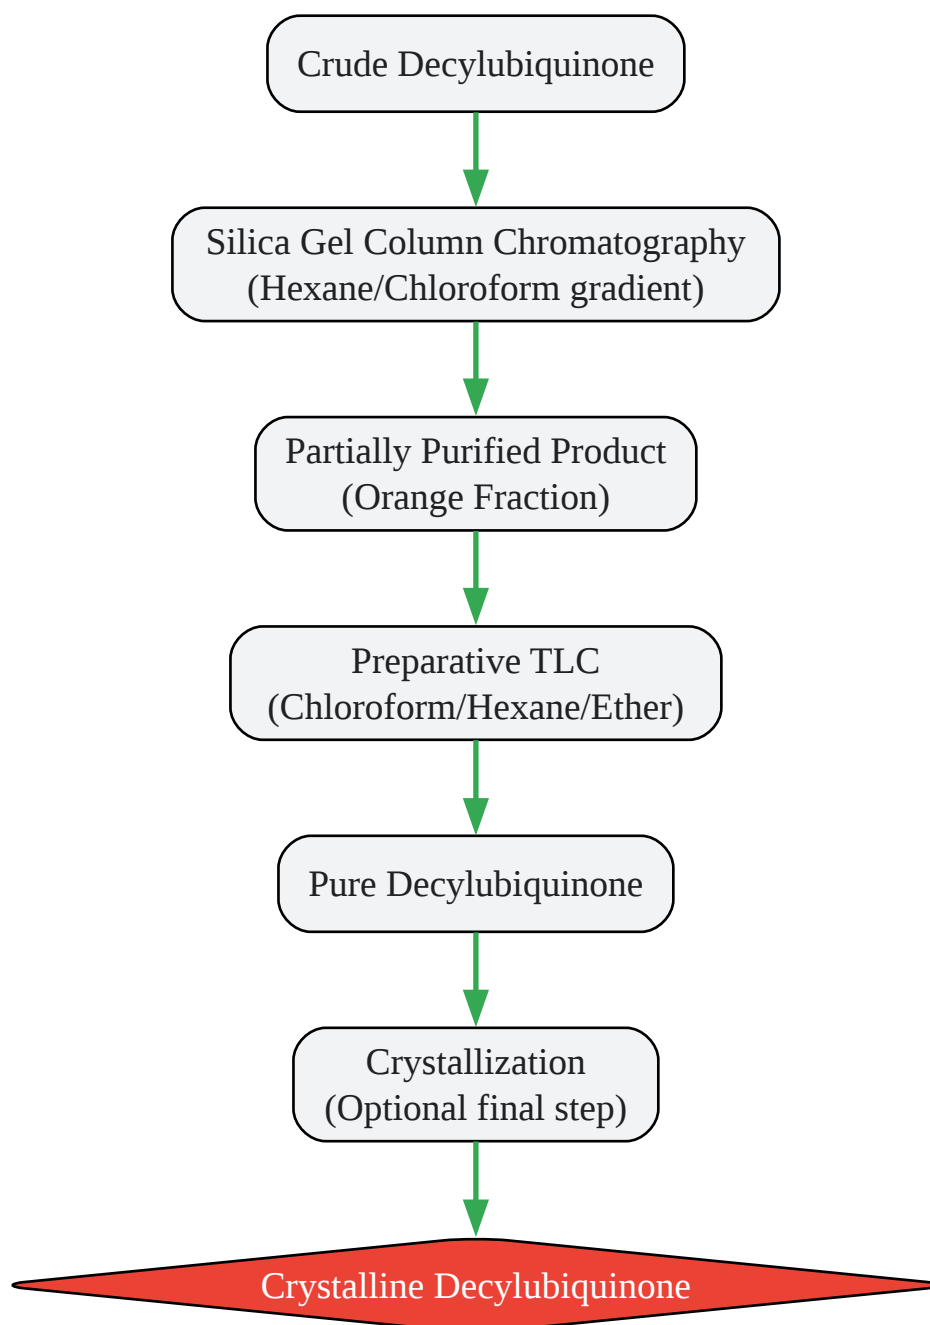 Crude Decylubiquinone
Silica Gel Column Chromatography
(Hexane/Chloroform gradient)
Partially Purified Product
(Orange Fraction)
Preparative TLC
(Chloroform/Hexane/Ether)
Pure Decylubiquinone
Crystallization
(Optional final step)
Crystalline Decylubiquinone